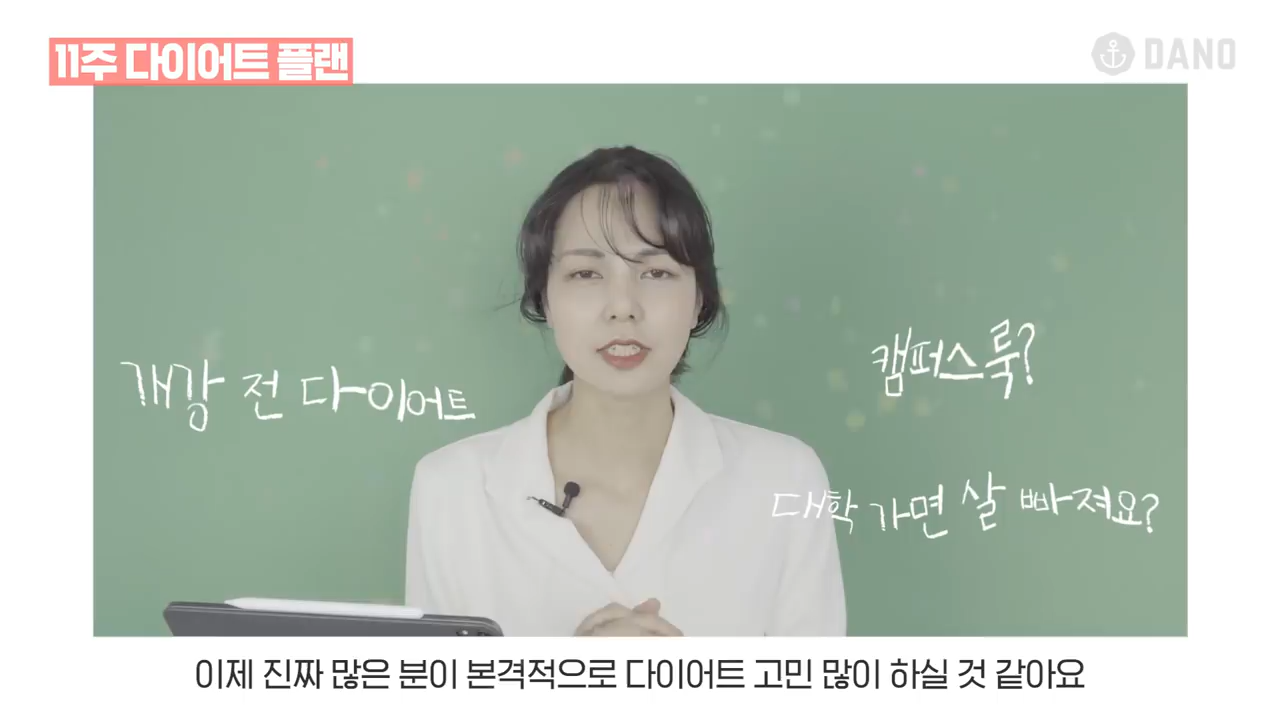 11주 다이어트 플랜
DANO
개강 전 다이어트
캠퍼스룩?
대학 가면 살 빠져요?
이제 진짜 많은 분이 본격적으로 다이어트 고민 많이 하실 것 같아요